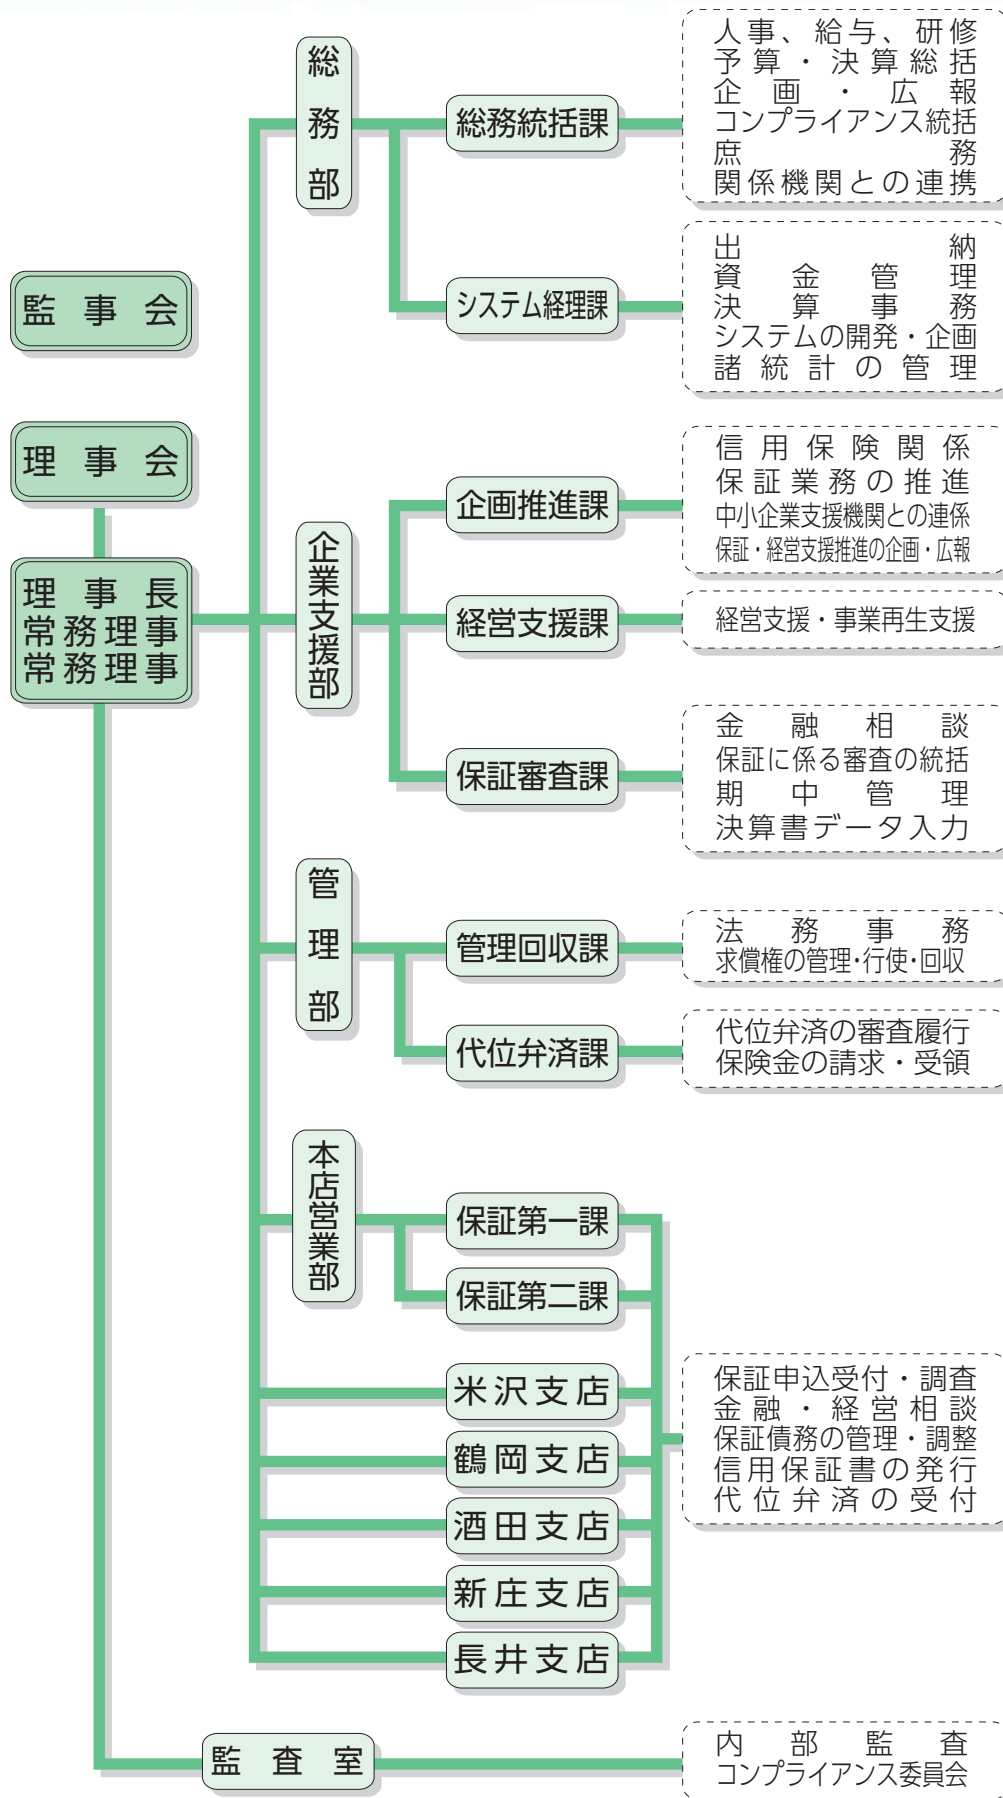 監事会
理事会
理事長
常務理事
常務理事
総務部
総務統括課
人事、給与、研修
予算・決算総括
企画・広報
コンプライアンス統括
庶務
関係機関との連携
システム経理課
出納
資金管理
決算事務
システムの開発・企画
諸統計の管理
企業支援部
企画推進課
信用保険関係
保証業務の推進
中小企業支援機関との連係
保証・経営支援推進の企画・広報
経営支援課
経営支援・事業再生支援
保証審査課
金融相談
保証に係る審査の統括
期中管理
決算書データ入力
管理部
管理回収課
法務事務
求償権の管理・行使・回収
代位弁済課
代位弁済の審査履行
保険金の請求・受領
本店営業部
保証第一課
保証第二課
米沢支店
鶴岡支店
酒田支店
新庄支店
長井支店
保証申込受付・調査
金融・経営相談
保証債務の管理・調整
信用保証書の発行
代位弁済の受付
監査室
内部監査
コンプライアンス委員会